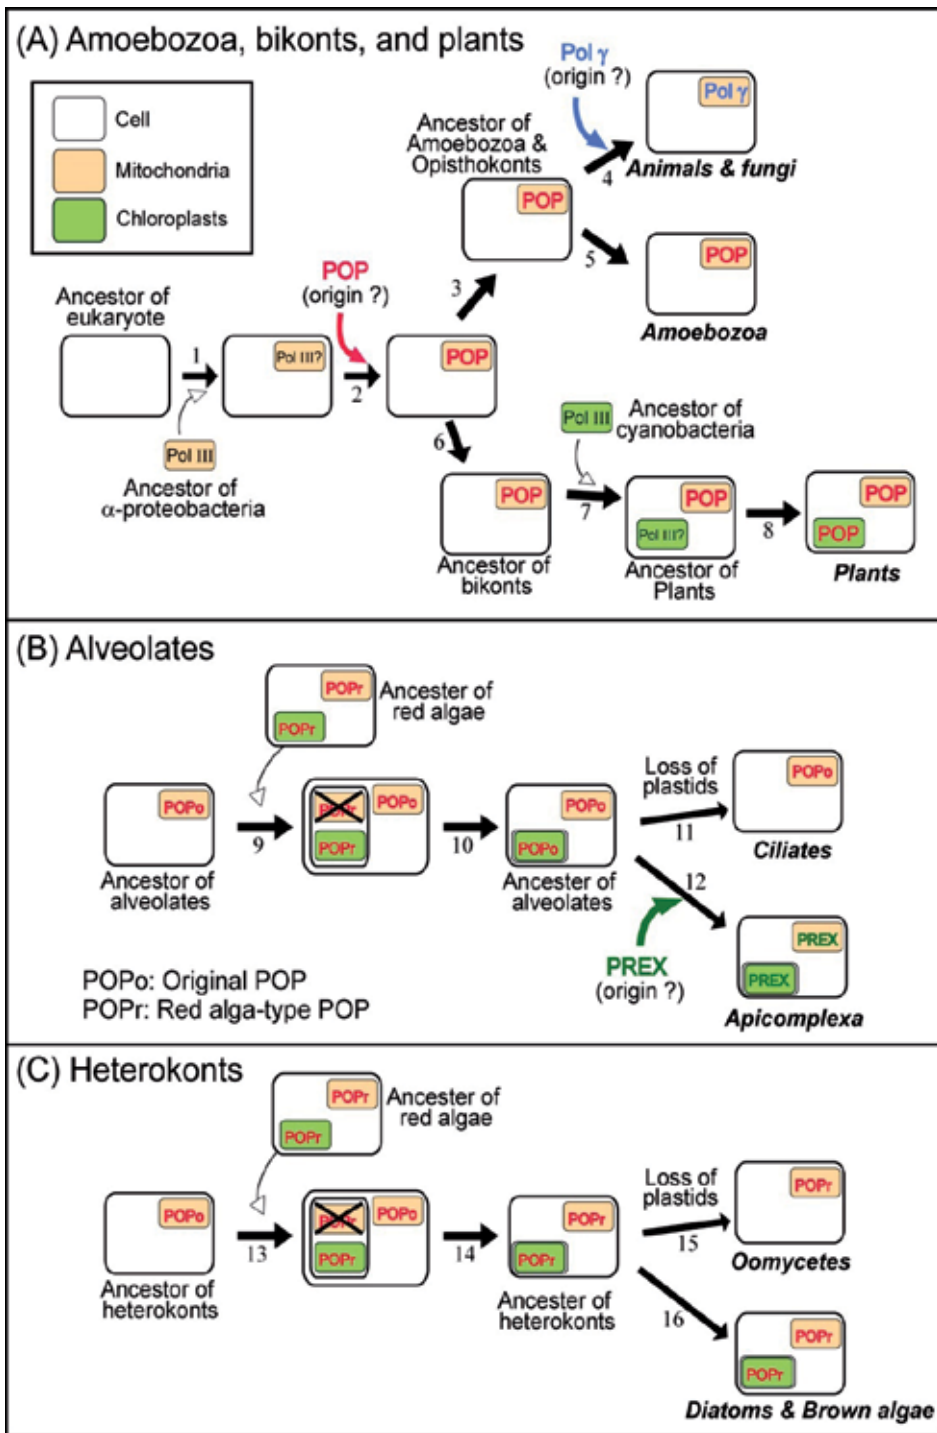 (A) Amoebozoa, bikonts, and plants
Cell
Mitochondria
Chloroplasts
Pol γ
(origin ?)
Pol γ
4
Animals & fungi
Ancestor of
Amoebozoa &
Opisthokonts
POP
3
5
POP
Amoebozoa
POP
(origin ?)
Ancestor of
eukaryote
1
Pol III?
2
POP
Pol III
Ancestor of
α-proteobacteria
6
POP
Ancestor of
bikonts
Pol III
Ancestor of
cyanobacteria
7
POP
Pol III?
Ancestor of
Plants
8
POP
POP
Plants
(B) Alveolates
POPr
POPr
Ancester of
red algae
POPo
Ancestor of
alveolates
9
POPr
POPo
POPr
10
POPo
POPo
Ancester of
alveolates
Loss of
plastids
11
POPo
Ciliates
12
PREX
(origin ?)
PREX
PREX
Apicomplexa
POPo: Original POP
POPr: Red alga-type POP
(C) Heterokonts
POPr
POPr
Ancester of
red algae
POPo
Ancestor of
heterokonts
13
POPr
POPo
POPr
14
POPr
POPr
Ancester of
heterokonts
Loss of
plastids
15
POPr
Oomycetes
16
POPr
POPr
Diatoms & Brown algae